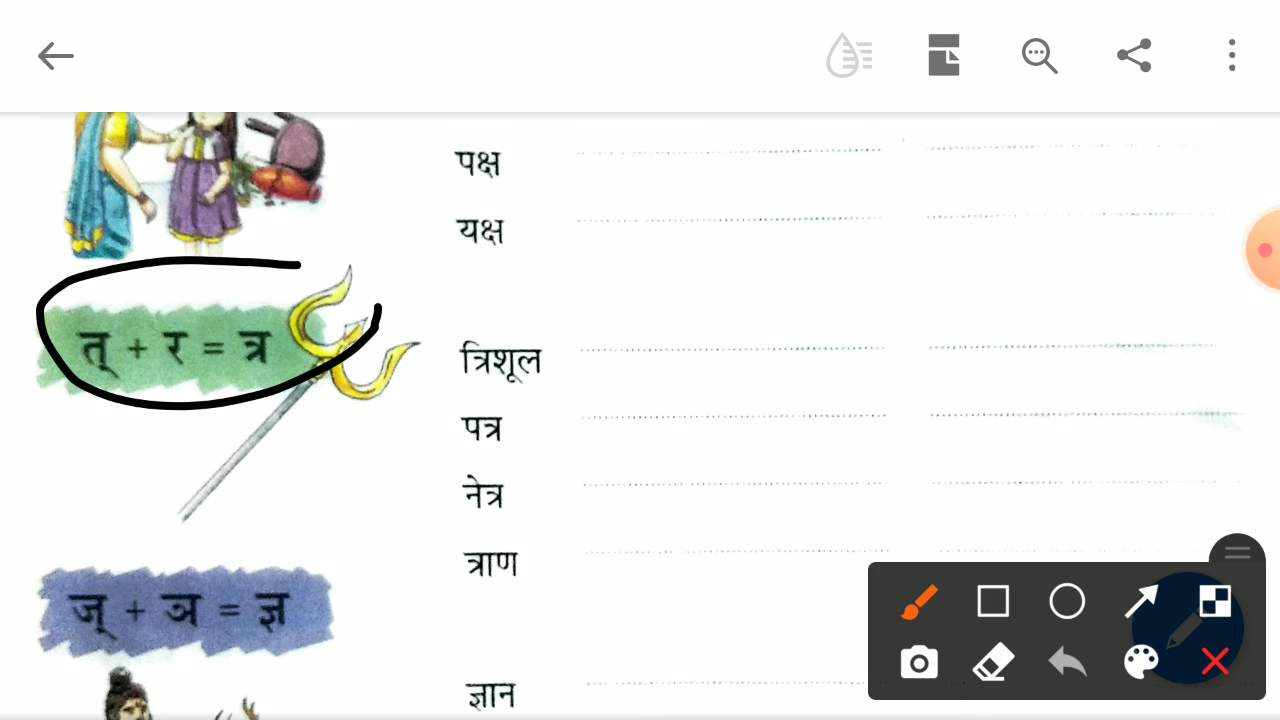 पक्ष
यक्ष
त् + र = त्र
त्रिशूल
पत्र
नेत्र
त्राण
ज् + ञ = ज्ञ
ज्ञान